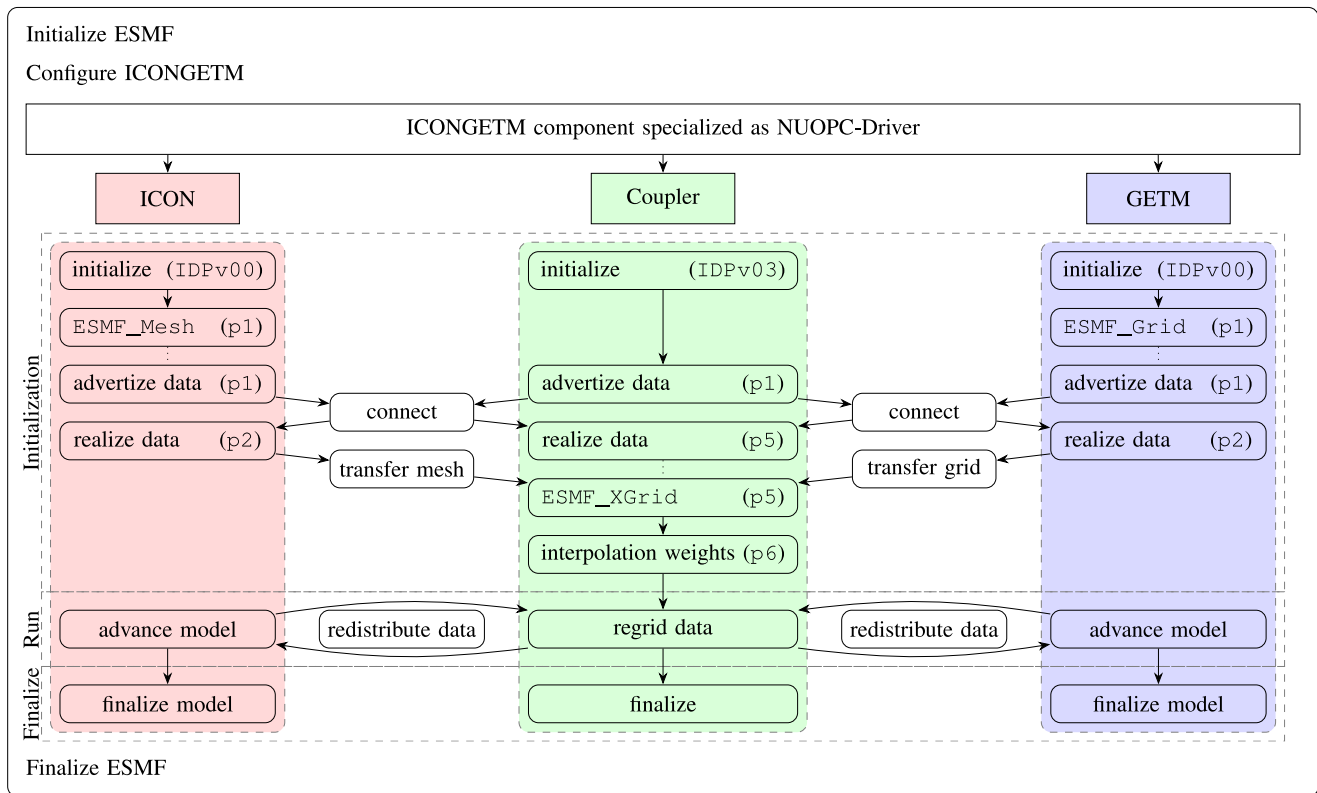 Initialize ESMF
Configure ICONGETM
ICONGETM component specialized as NUOPC-Driver
ICON
Coupler
GETM
Initialization
initialize (IDPv00)
initialize (IDPv03)
initialize (IDPv00)
ESMF_Mesh (p1)
ESMF_Grid (p1)
advertize data (p1)
advertize data (p1)
advertize data (p1)
connect
connect
realize data (p2)
realize data (p5)
realize data (p2)
transfer mesh
transfer grid
ESMF_XGrid (p5)
interpolation weights (p6)
Run
advance model
redistribute data
regrid data
redistribute data
advance model
Finalize
finalize model
finalize
finalize model
Finalize ESMF